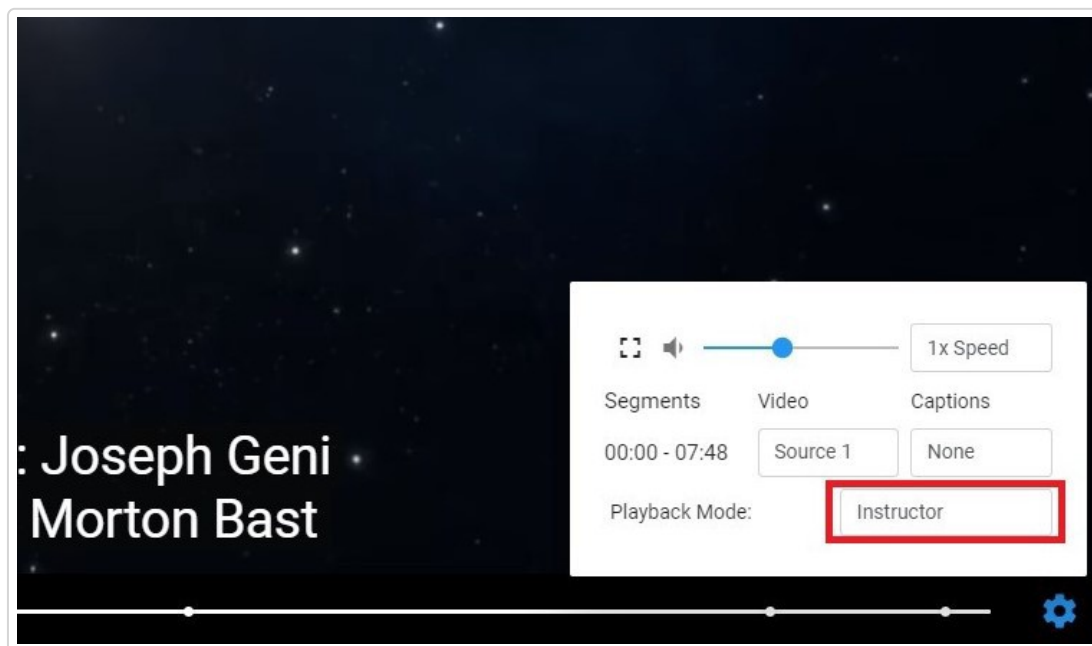 : Joseph Geni
Morton Bast
1x Speed
Segments Video Captions
00:00 - 07:48 Source 1 None
Playback Mode: Instructor